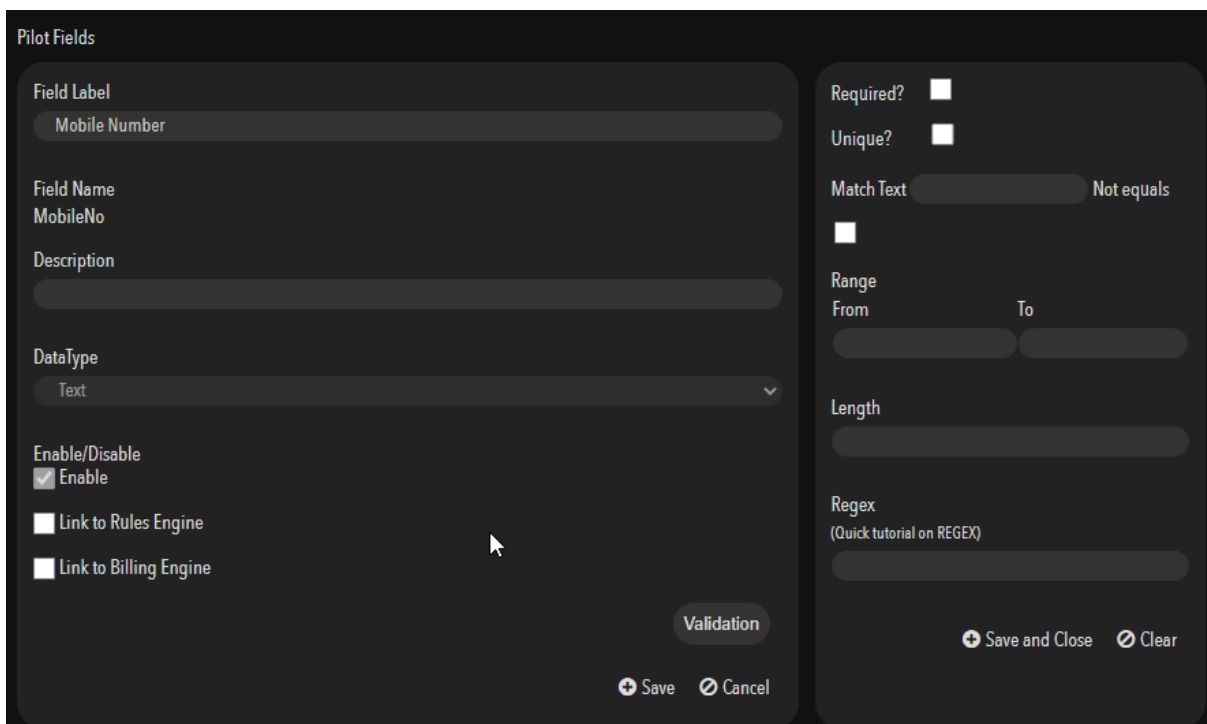 Pilot Fields
Field Label
Mobile Number
Field Name
MobileNo
Description
DataType
Text
Enable/Disable
Enable
Link to Rules Engine
Link to Billing Engine
Validation
Save Cancel
Required?
Unique?
Match Text Not equals
Range
From To
Length
Regex
(Quick tutorial on REGEX)
Save and Close Clear